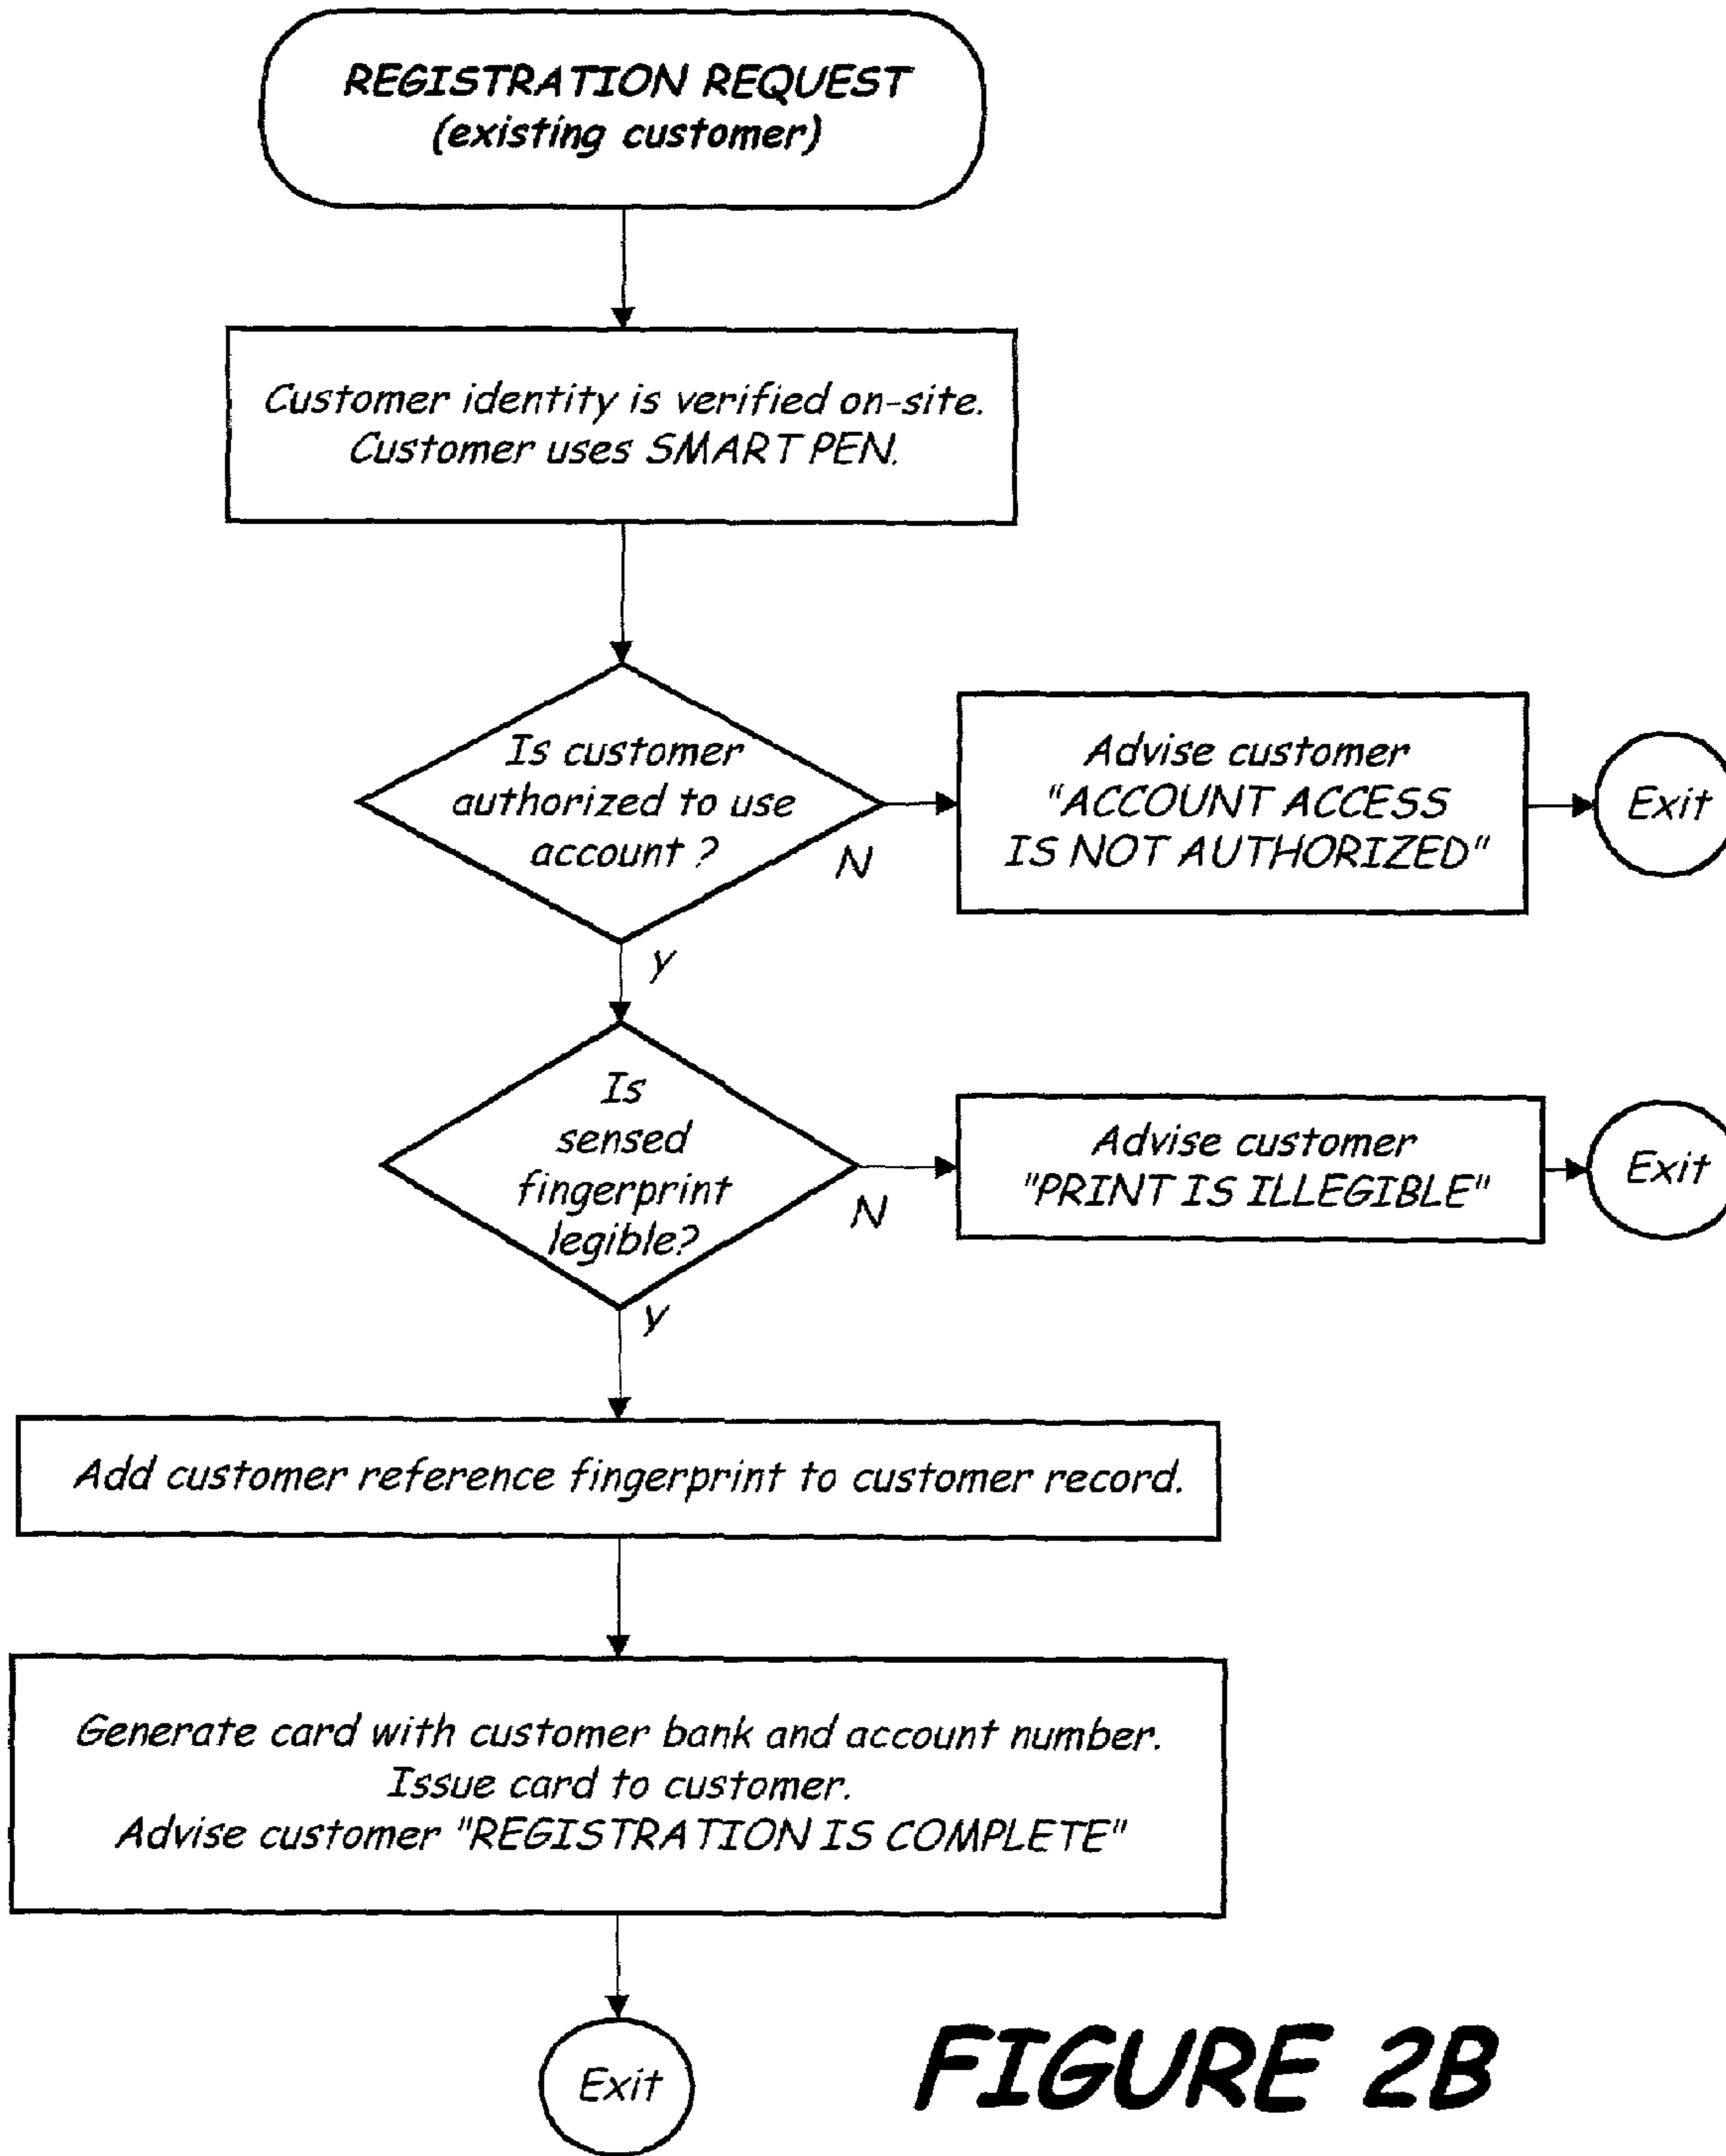 REGISTRATION REQUEST
(existing customer)
Customer identity is verified on-site.
Customer uses SMART PEN.
Is customer
authorized to use
account ?
N
Advise customer
"ACCOUNT ACCESS
IS NOT AUTHORIZED"
Exit
Y
Is
sensed
fingerprint
legible?
N
Advise customer
"PRINT IS ILLEGIBLE"
Exit
Y
Add customer reference fingerprint to customer record.
Generate card with customer bank and account number.
Issue card to customer.
Advise customer "REGISTRATION IS COMPLETE"
Exit
FIGURE 2B